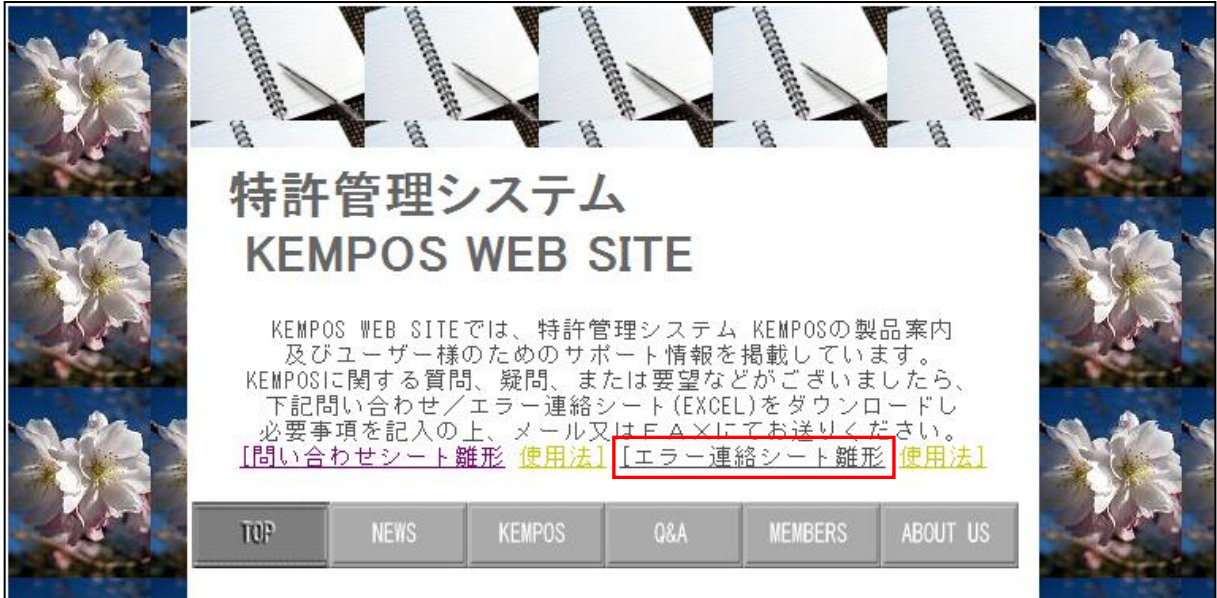 特許管理システム
KEMPOS WEB SITE
KEMPOS WEB SITEでは、特許管理システム KEMPOSの製品案内
及びユーザー様のためのサポート情報を掲載しています。
KEMPOSに関する質問、疑問、または要望などがございましたら、
下記問い合わせ／エラー連絡シート(EXCEL)をダウンロードし
必要事項を記入の上、メール又はＦＡＸにてお送りください。
[問い合わせシート雛形 使用法] [エラー連絡シート雛形 使用法]
TOP NEWS KEMPOS Q&A MEMBERS ABOUT US